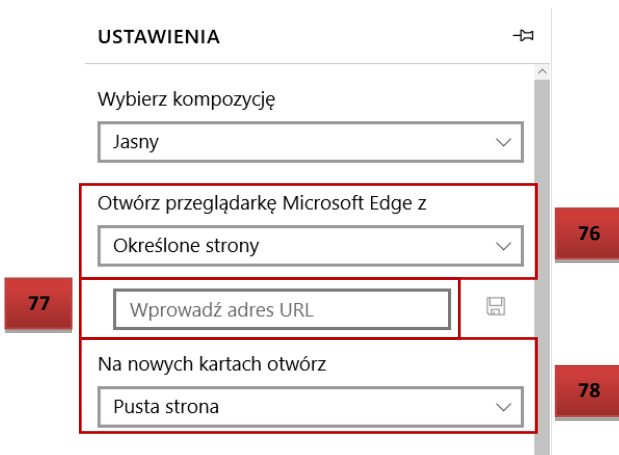 USTAWIENIA
Wybierz kompozycję
Jasny
Otwórz przeglądarkę Microsoft Edge z
76
Określone strony
77
Wprowadź adres URL
Na nowych kartach otwórz
78
Pusta strona